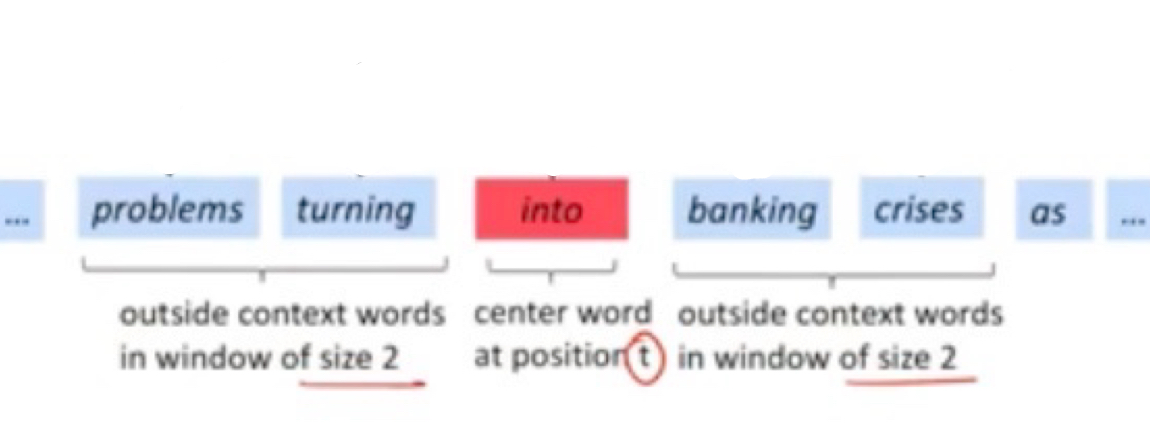 ... problems turning into banking crises as ...
outside context words center word outside context words
in window of size 2 at position t in window of size 2